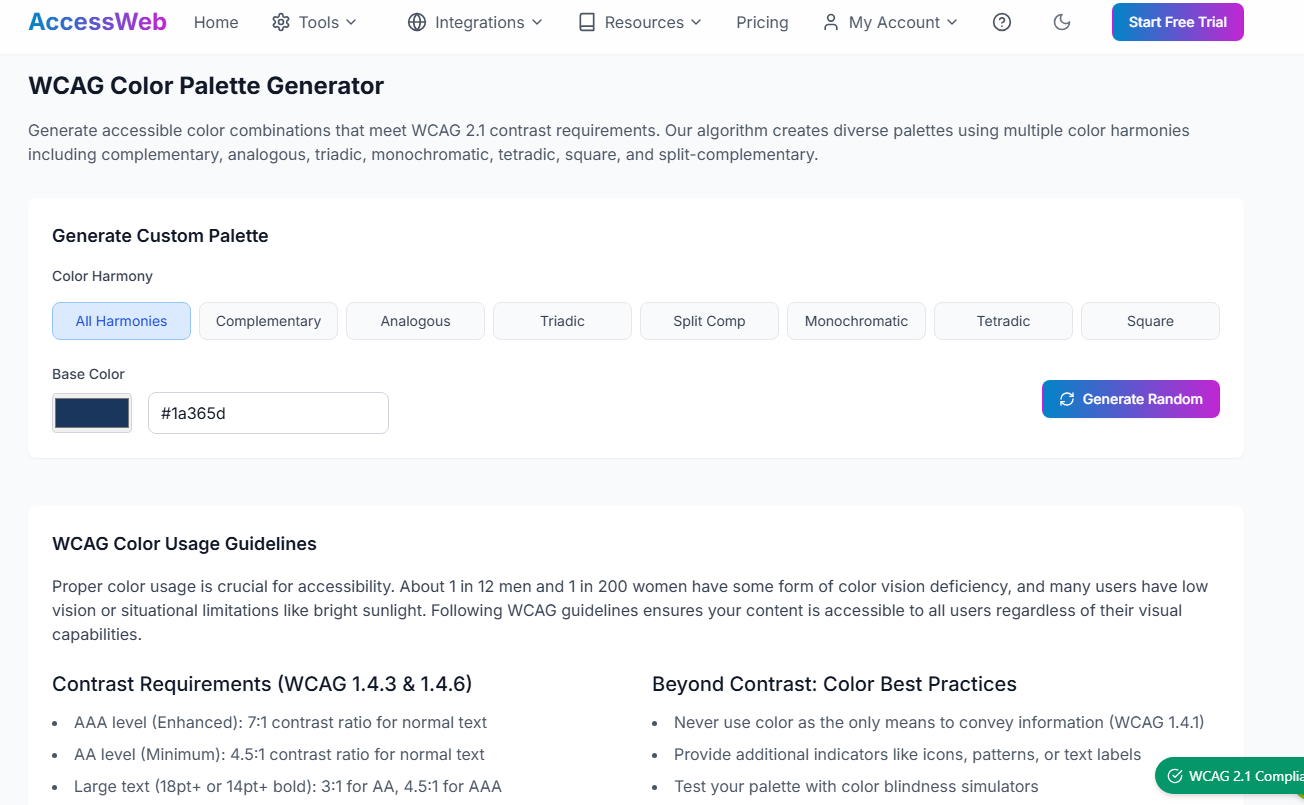 AccessWeb Home Tools Integrations Resources Pricing My Account Start Free Trial
WCAG Color Palette Generator
Generate accessible color combinations that meet WCAG 2.1 contrast requirements. Our algorithm creates diverse palettes using multiple color harmonies
including complementary, analogous, triadic, monochromatic, tetradic, square, and split-complementary.
Generate Custom Palette
Color Harmony
All Harmonies Complementary Analogous Triadic Split Comp Monochromatic Tetradic Square
Base Color
#1a365d
Generate Random
WCAG Color Usage Guidelines
Proper color usage is crucial for accessibility. About 1 in 12 men and 1 in 200 women have some form of color vision deficiency, and many users have low
vision or situational limitations like bright sunlight. Following WCAG guidelines ensures your content is accessible to all users regardless of their visual
capabilities.
Contrast Requirements (WCAG 1.4.3 & 1.4.6)
• AAA level (Enhanced): 7:1 contrast ratio for normal text
• AA level (Minimum): 4.5:1 contrast ratio for normal text
• Large text (18pt+ or 14pt+ bold): 3:1 for AA, 4.5:1 for AAA
Beyond Contrast: Color Best Practices
• Never use color as the only means to convey information (WCAG 1.4.1)
• Provide additional indicators like icons, patterns, or text labels
• Test your palette with color blindness simulators
WCAG 2.1